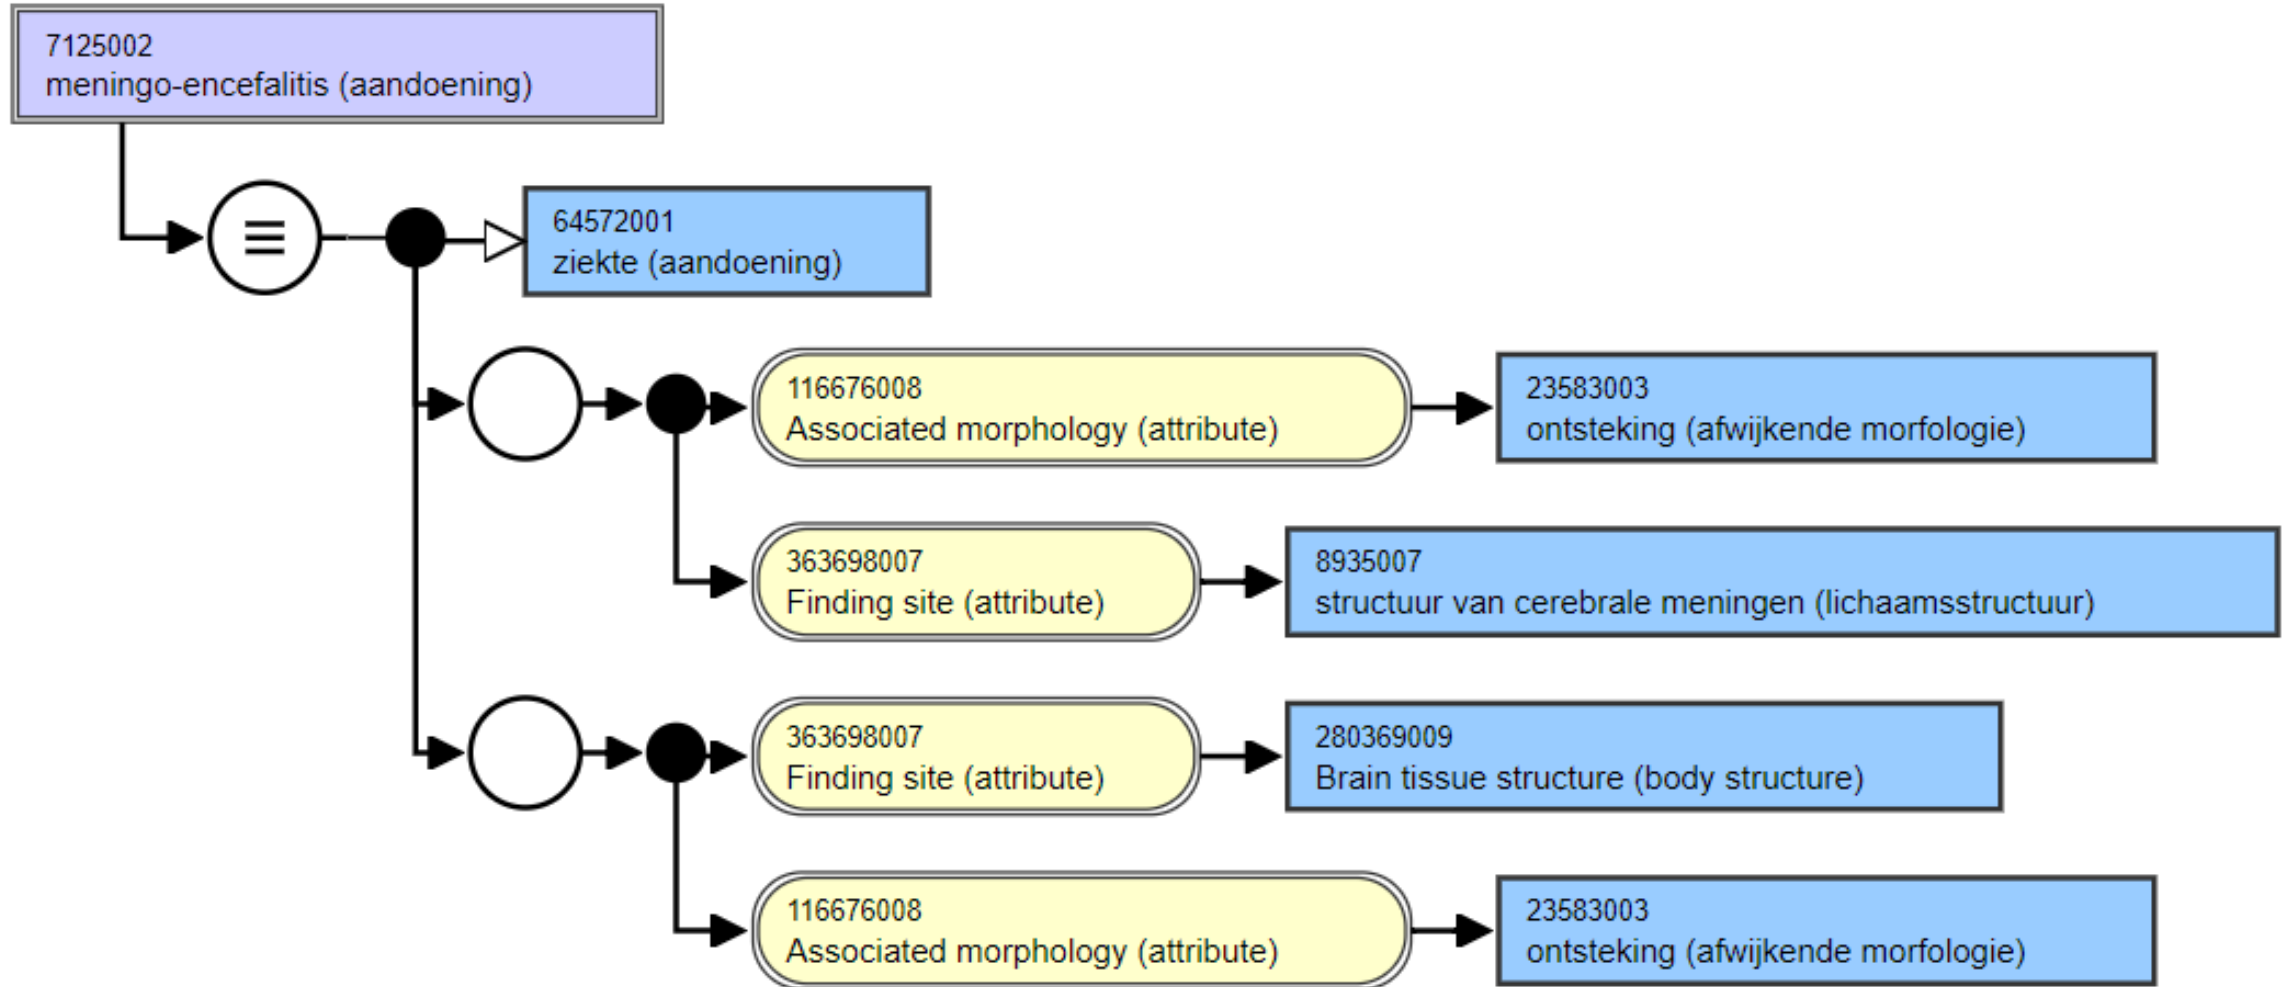 7125002
meningo-encefalitis (aandoening)
64572001
ziekte (aandoening)
116676008
Associated morphology (attribute)
23583003
ontsteking (afwijkende morfologie)
363698007
Finding site (attribute)
8935007
structuur van cerebrale meningen (lichaamsstructuur)
363698007
Finding site (attribute)
280369009
Brain tissue structure (body structure)
116676008
Associated morphology (attribute)
23583003
ontsteking (afwijkende morfologie)